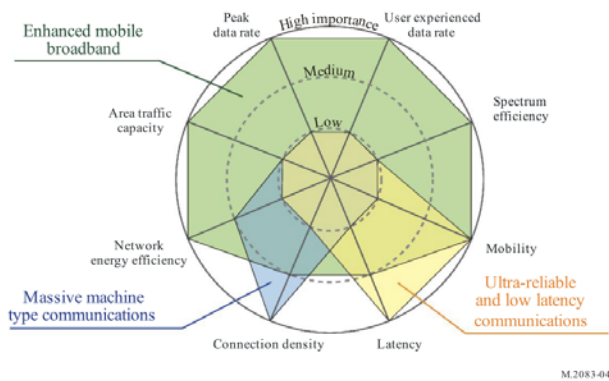 Peak
data rate
High importance
User experienced
data rate
Enhanced mobile
broadband
Medium
Area traffic
capacity
Low
Spectrum
efficiency
Network
energy efficiency
Mobility
Massive machine
type communications
Ultra-reliable
and low latency
communications
Connection density
Latency
M.2083-04